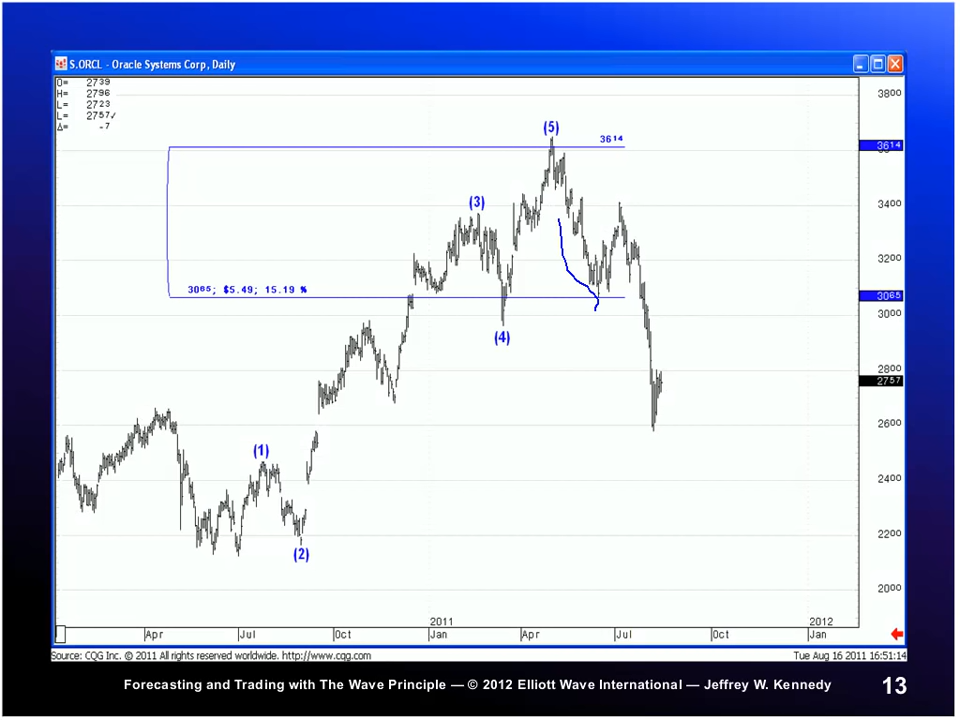 S.ORCL - Oracle Systems Corp, Daily
O= 2739
H= 2796
L= 2723
L= 2757✓
Δ= -7
3800
(5)
3614
3614
(3)
3400
3200
3085; $5.49; 15.19 %
3065
3000
(4)
2800
2757
2600
(1)
2400
2200
(2)
2000
2011
2012
Apr
Jul
Oct
Jan
Apr
Jul
Oct
Jan
Source: CQG Inc. © 2011 All rights reserved worldwide. http://www.cqg.com
Tue Aug 16 2011 16:51:14
Forecasting and Trading with The Wave Principle — © 2012 Elliott Wave International — Jeffrey W. Kennedy
13